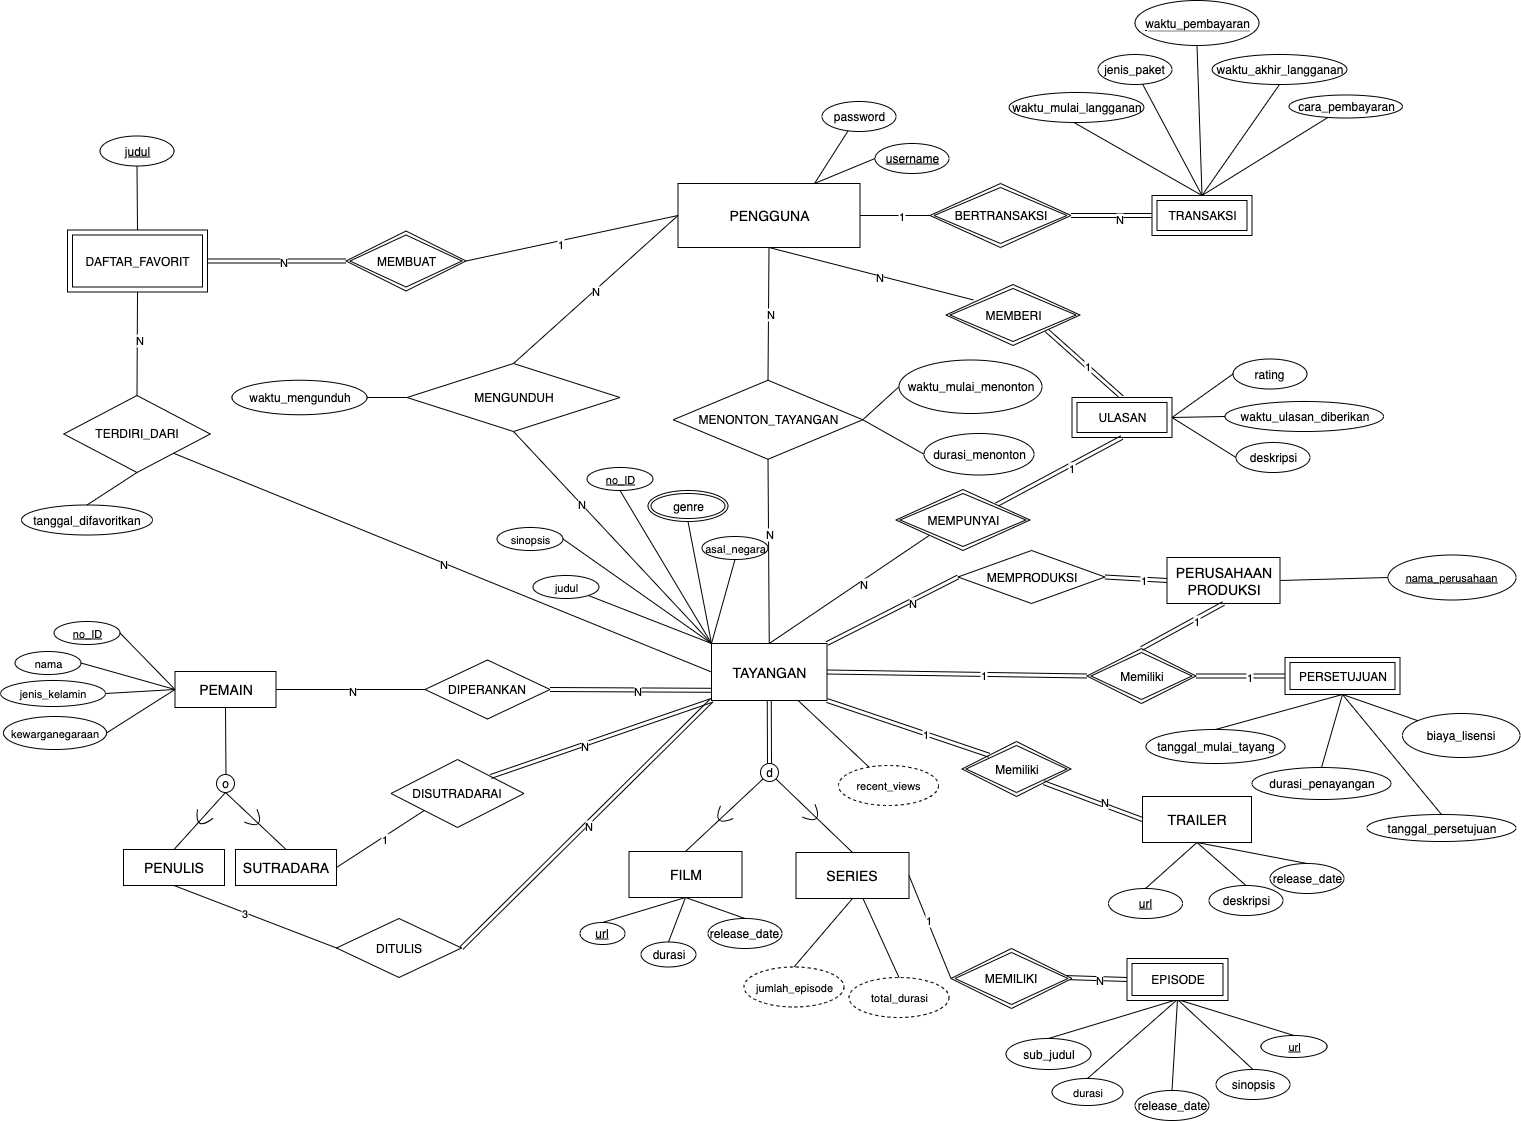 waktu_pembayaran
jenis_paket
waktu_akhir_langganan
waktu_mulai_langganan
cara_pembayaran
password
username
judul
PENGGUNA
1
BERTRANSAKSI
N
TRANSAKSI
DAFTAR_FAVORIT
N
MEMBUAT
1
N
N
N
MEMBERI
N
1
rating
waktu_mengunduh
MENGUNDUH
waktu_mulai_menonton
MENONTON_TAYANGAN
ULASAN
waktu_ulasan_diberikan
TERDIRI_DARI
durasi_menonton
deskripsi
1
no_ID
genre
N
tanggal_difavoritkan
MEMPUNYAI
sinopsis
asal_negara
N
N
judul
N
N
MEMPRODUKSI
1
PERUSAHAAN
PRODUKSI
nama_perusahaan
1
no_ID
nama
jenis_kelamin
kewarganegaraan
PEMAIN
N
DIPERANKAN
N
TAYANGAN
1
Memiliki
1
PERSETUJUAN
tanggal_mulai_tayang
biaya_lisensi
durasi_penayangan
tanggal_persetujuan
N
1
Memiliki
N
o
DISUTRADARAI
d
recent_views
TRAILER
N
1
PENULIS
SUTRADARA
FILM
SERIES
url
deskripsi
release_date
3
DITULIS
url
durasi
release_date
1
jumlah_episode
total_durasi
MEMILIKI
N
EPISODE
sub_judul
url
durasi
sinopsis
release_date